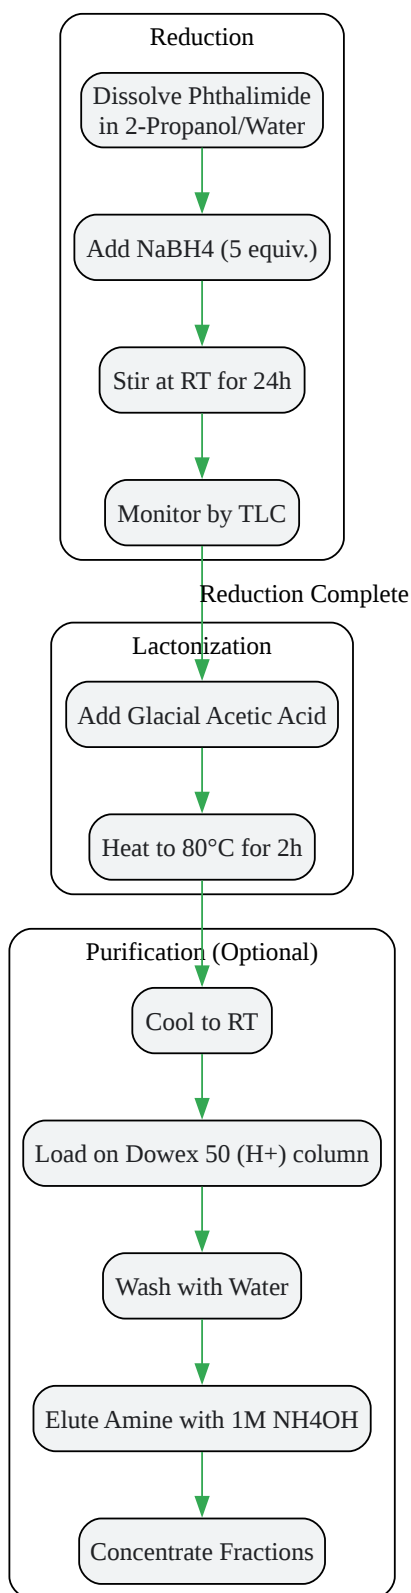 Reduction
Dissolve Phthalimide
in 2-Propanol/Water
Add NaBH4 (5 equiv.)
Stir at RT for 24h
Monitor by TLC
Reduction Complete
Lactonization
Add Glacial Acetic Acid
Heat to 80°C for 2h
Purification (Optional)
Cool to RT
Load on Dowex 50 (H+) column
Wash with Water
Elute Amine with 1M NH4OH
Concentrate Fractions